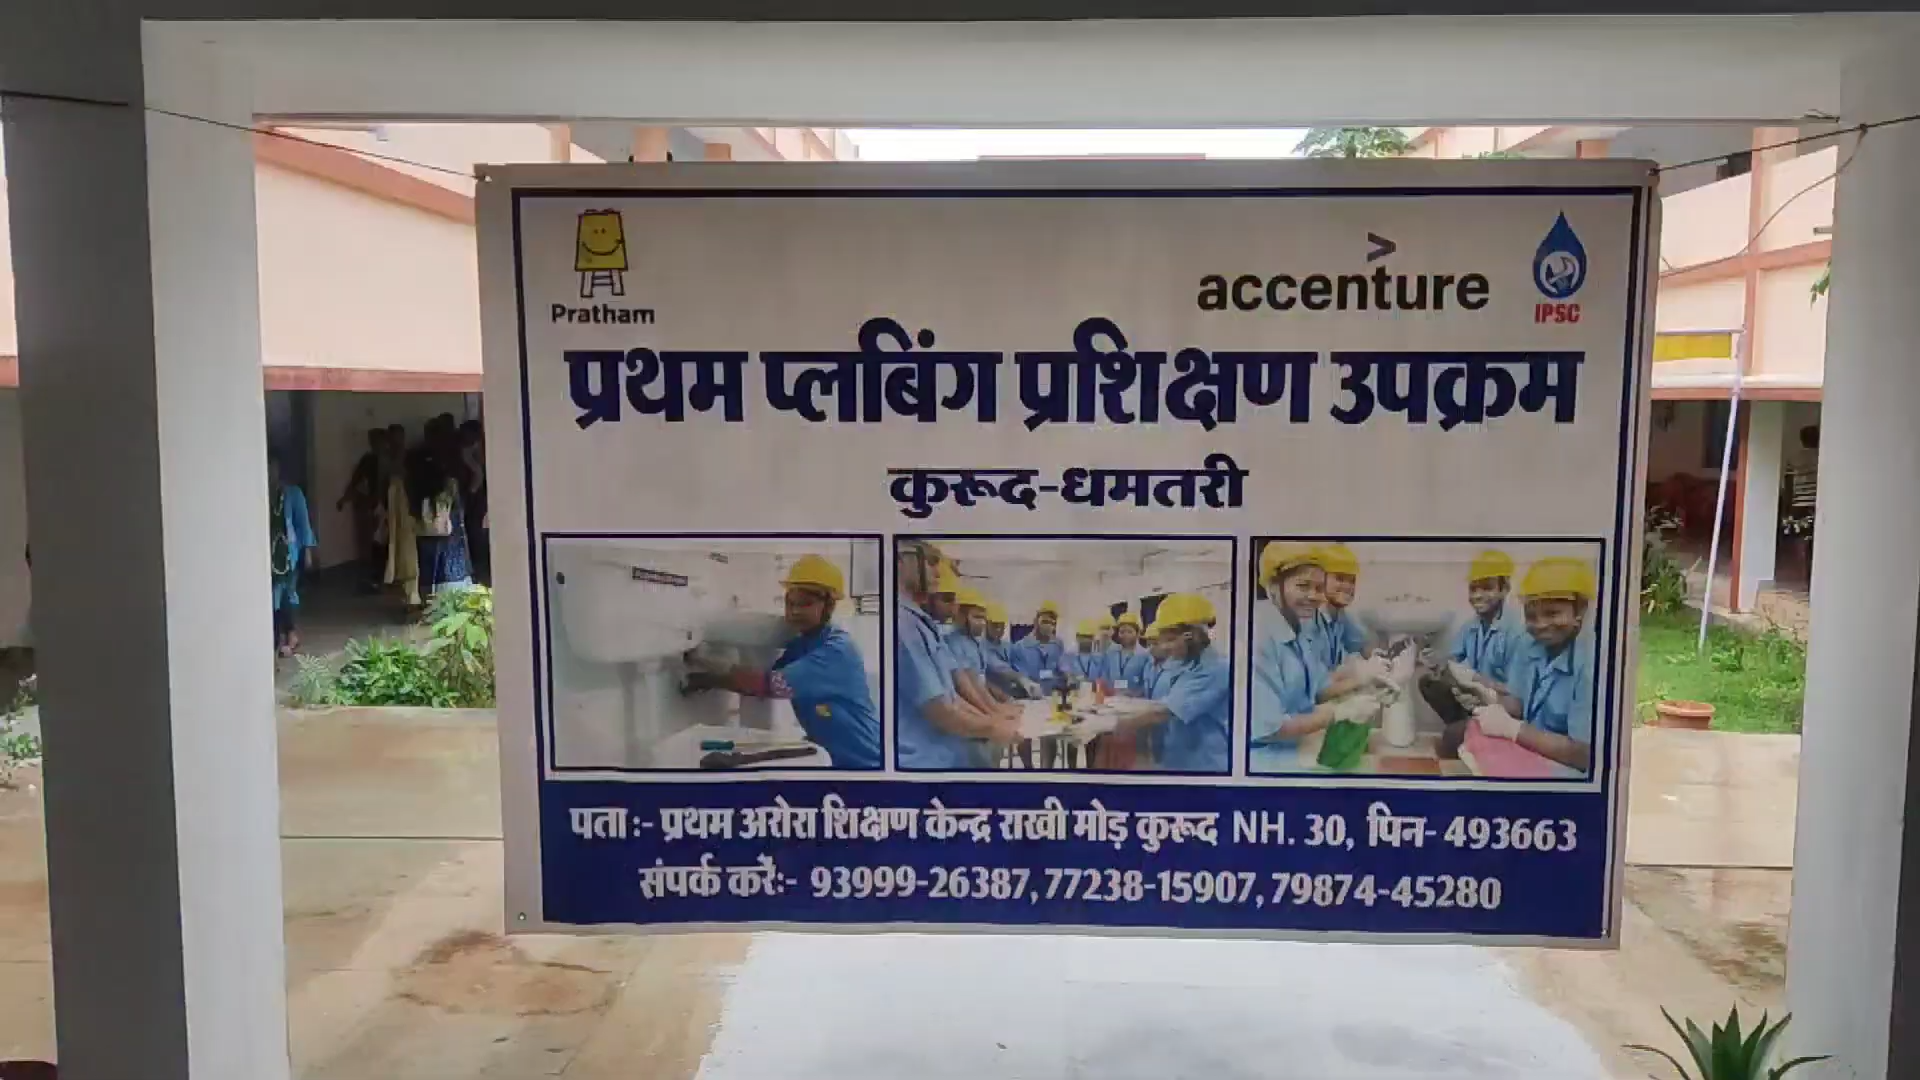 Pratham
accenture
IPSC
प्रथम प्लबिंग प्रशिक्षण उपक्रम
कुरूद-धमतरी
पता :- प्रथम अरोरा शिक्षण केन्द्र राखी मोड़ कुरूद NH. 30, पिन- 493663
संपर्क करेंः- 93999-26387, 77238-15907, 79874-45280